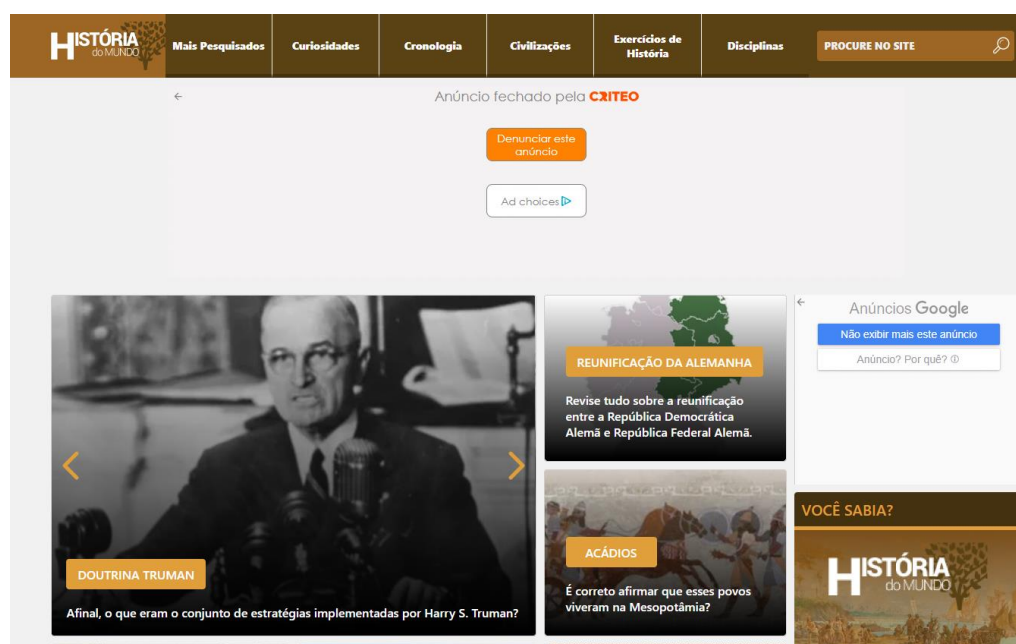 HISTÓRIA
do MUNDO
Mais Pesquisados
Curiosidades
Cronologia
Civilizações
Exercícios de
História
Disciplinas
PROCURE NO SITE
Anúncio fechado pela CRITEO
Denunciar este
anúncio
Ad choices
DOUTRINA TRUMAN
Afinal, o que eram o conjunto de estratégias implementadas por Harry S. Truman?
REUNIFICAÇÃO DA ALEMANHA
Revise tudo sobre a reunificação
entre a República Democrática
Alemã e República Federal Alemã.
ACÁDIOS
É correto afirmar que esses povos
viveram na Mesopotâmia?
Anúncios Google
Não exibir mais este anúncio
Anúncio? Por quê?
VOCÊ SABIA?
HISTÓRIA
do MUNDO